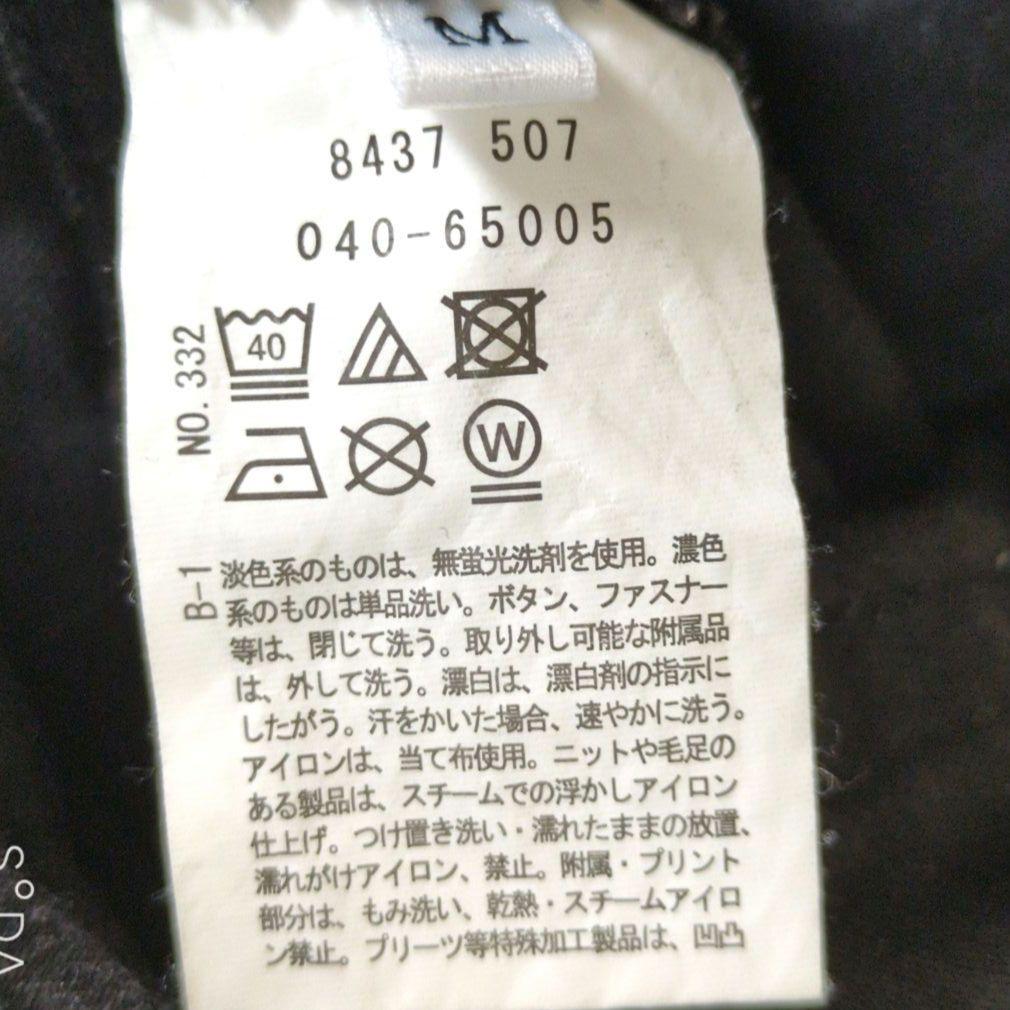 M
8437 507
040-65005
NO.332
40
W
B-1
淡色系のものは、無蛍光洗剤を使用。濃色
系のものは単品洗い。ボタン、ファスナー
等は、閉じて洗う。取り外し可能な附属品
は、外して洗う。漂白は、漂白剤の指示に
したがう。汗をかいた場合、速やかに洗う。
アイロンは、当て布使用。ニットや毛足の
ある製品は、スチームでの浮かしアイロン
仕上げ。つけ置き洗い・濡れたままの放置、
濡れがけアイロン、禁止。附属・プリント
部分は、もみ洗い、乾熱・スチームアイロ
ン禁止。プリーツ等特殊加工製品は、凹凸